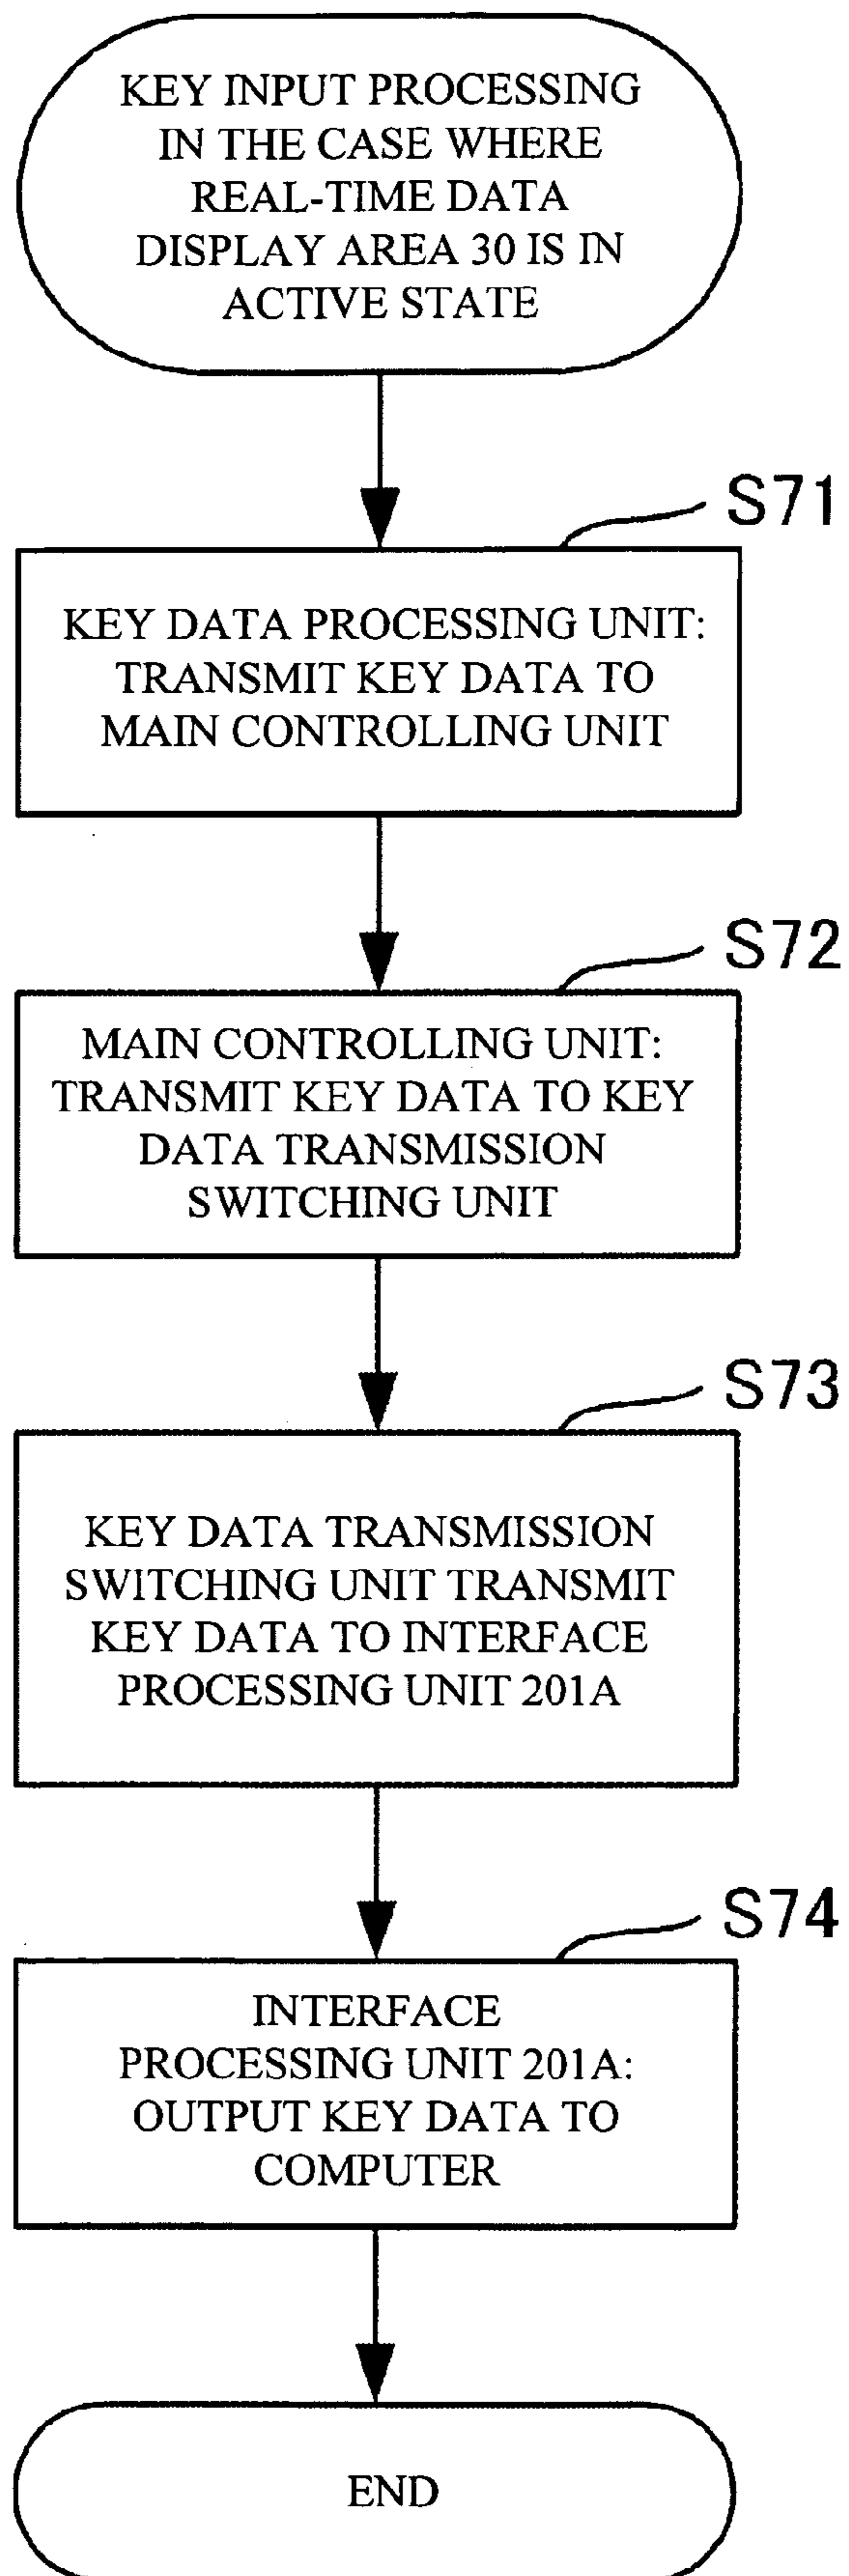 KEY INPUT PROCESSING
IN THE CASE WHERE
REAL-TIME DATA
DISPLAY AREA 30 IS IN
ACTIVE STATE
S71
KEY DATA PROCESSING UNIT:
TRANSMIT KEY DATA TO
MAIN CONTROLLING UNIT
S72
MAIN CONTROLLING UNIT:
TRANSMIT KEY DATA TO KEY
DATA TRANSMISSION
SWITCHING UNIT
S73
KEY DATA TRANSMISSION
SWITCHING UNIT TRANSMIT
KEY DATA TO INTERFACE
PROCESSING UNIT 201A
S74
INTERFACE
PROCESSING UNIT 201A:
OUTPUT KEY DATA TO
COMPUTER
END